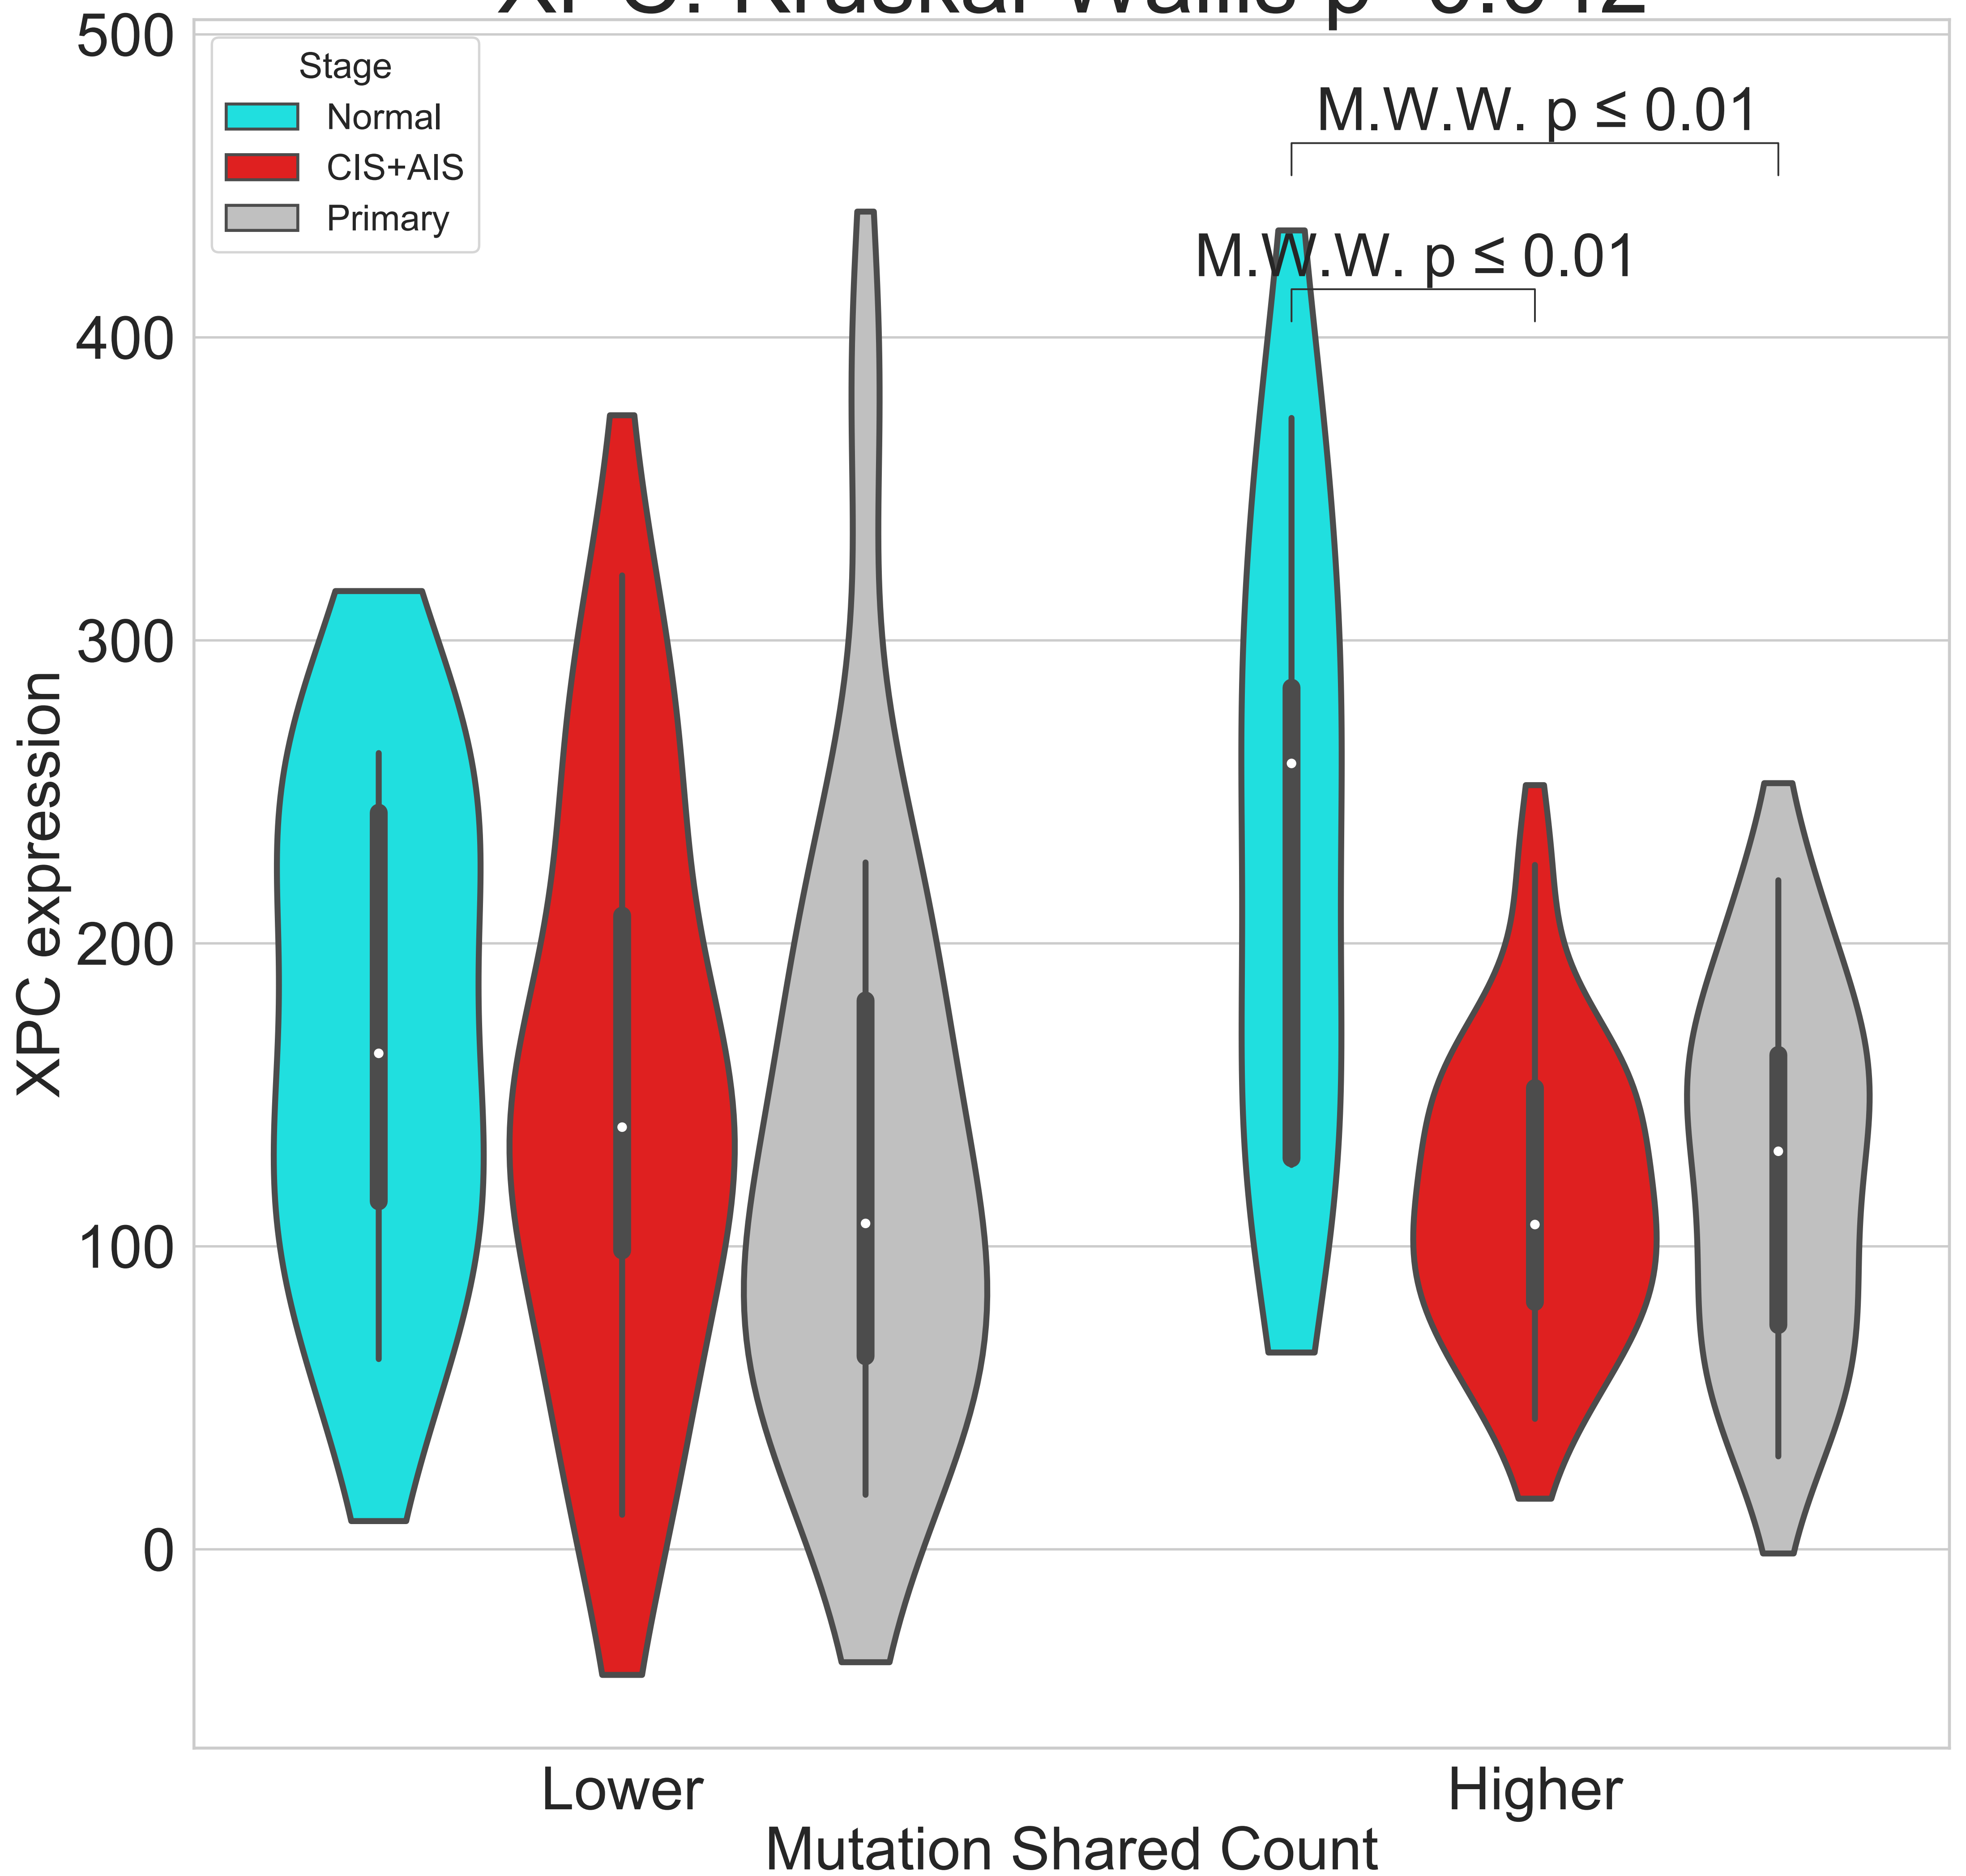 500
Stage
Normal
CIS+AIS
Primary
M.W.W. p ≤ 0.01
M.W.W. p ≤ 0.01
400
300
200
100
0
XPC expression
Lower
Higher
Mutation Shared Count